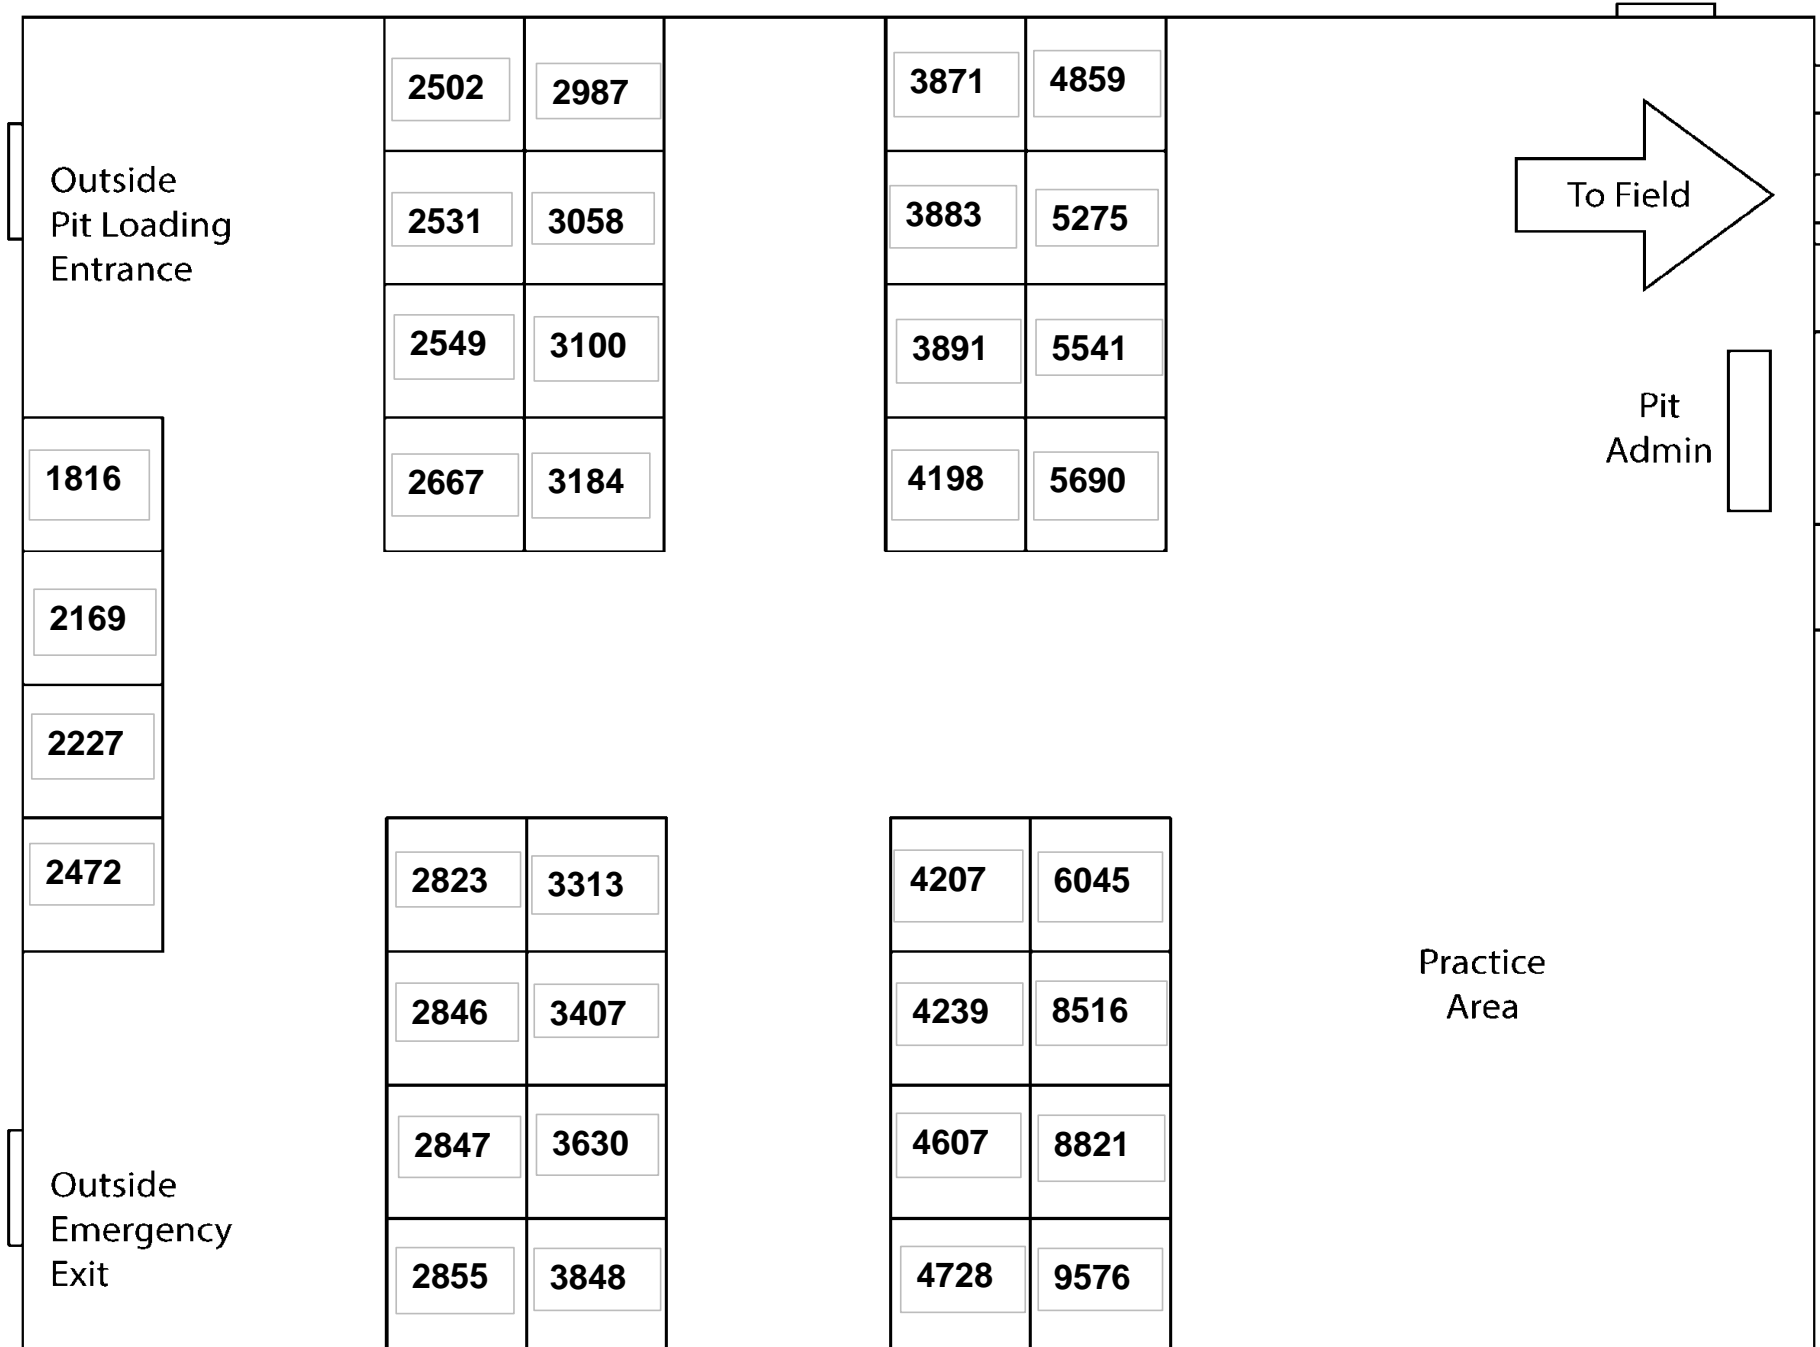 2502 2987 3871 4859
Outside
Pit Loading
Entrance
2531 3058 3883 5275
To Field
2549 3100 3891 5541
Pit
Admin
1816 2667 3184 4198 5690
2169
2227
2472 2823 3313 4207 6045
2846 3407 4239 8516
Practice
Area
2847 3630 4607 8821
Outside
Emergency
Exit
2855 3848 4728 9576